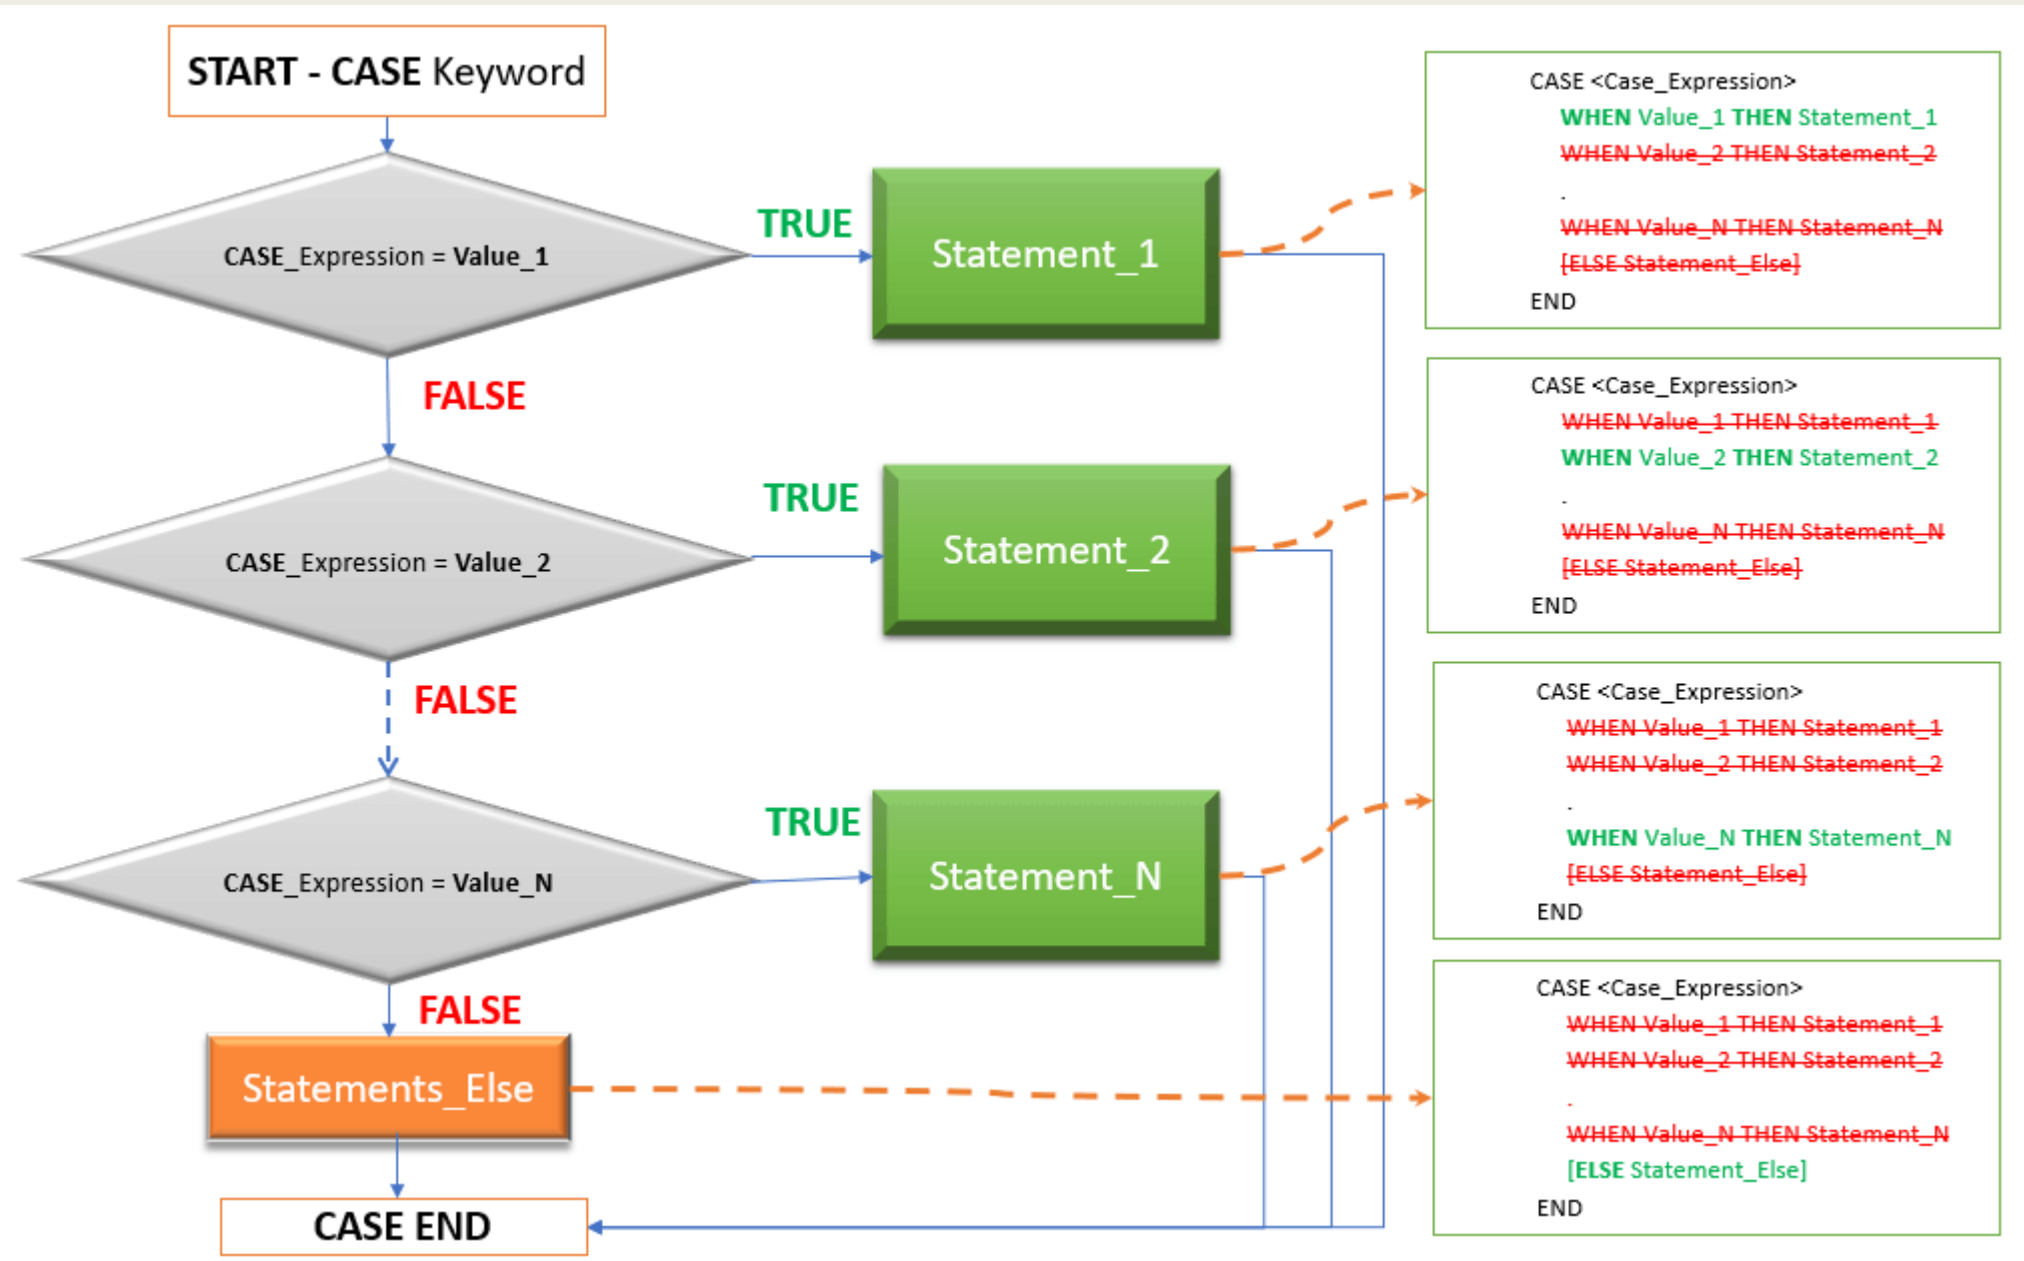 START - CASE Keyword
CASE_Expression = Value_1
TRUE
Statement_1
CASE <Case_Expression>
WHEN Value_1 THEN Statement_1
WHEN Value_2 THEN Statement_2
.
WHEN Value_N THEN Statement_N
[ELSE Statement_Else]
END
FALSE
CASE_Expression = Value_2
TRUE
Statement_2
CASE <Case_Expression>
WHEN Value_1 THEN Statement_1
WHEN Value_2 THEN Statement_2
.
WHEN Value_N THEN Statement_N
[ELSE Statement_Else]
END
FALSE
CASE_Expression = Value_N
TRUE
Statement_N
CASE <Case_Expression>
WHEN Value_1 THEN Statement_1
WHEN Value_2 THEN Statement_2
.
WHEN Value_N THEN Statement_N
[ELSE Statement_Else]
END
FALSE
Statements_Else
CASE <Case_Expression>
WHEN Value_1 THEN Statement_1
WHEN Value_2 THEN Statement_2
.
WHEN Value_N THEN Statement_N
[ELSE Statement_Else]
END
CASE END